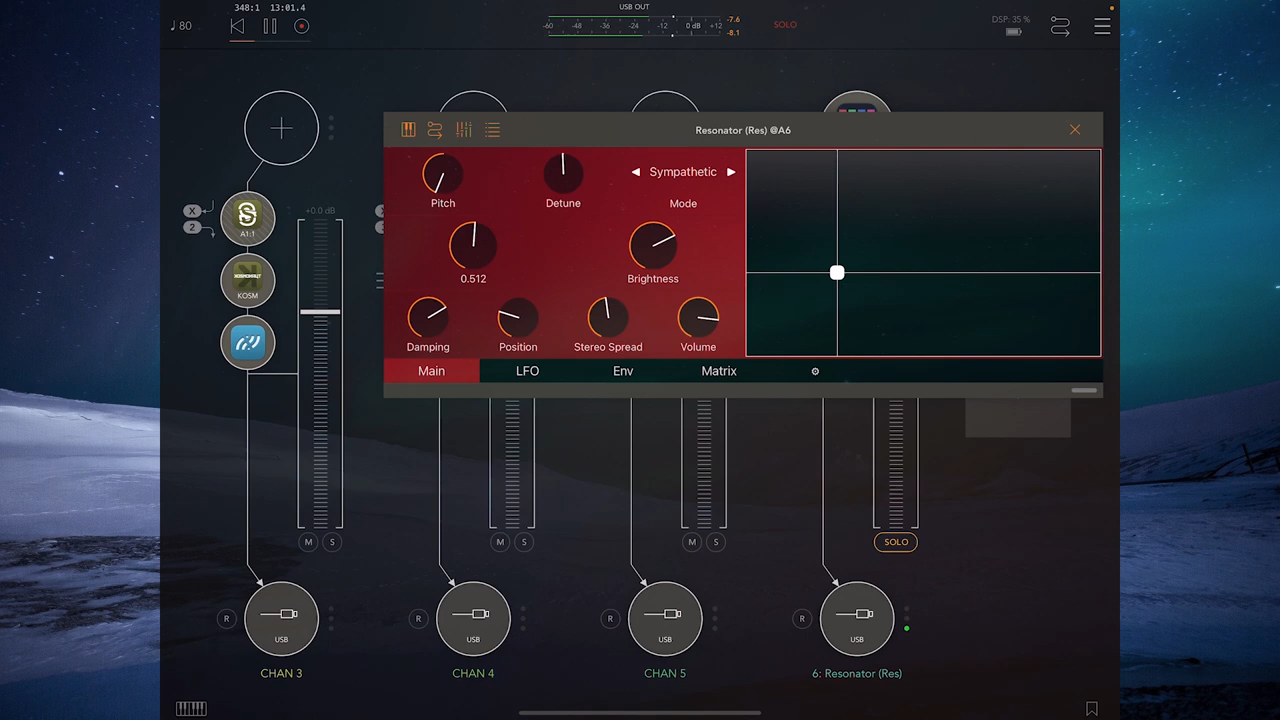 348:1 13:01.4
♩ 80
USB OUT
-60 -48 -36 -24 -12 0 dB +12
-7.6
-8.1
SOLO
DSP: 35 %
Resonator (Res) @A6
Pitch
Detune
◀ Sympathetic ▶
Mode
0.512
Brightness
Damping
Position
Stereo Spread
Volume
Main
LFO
Env
Matrix
X
2
A1:1
+0.0 dB
KOSMONAUT
KOSM
M S
M S
M S
SOLO
R
USB
R
USB
R
USB
R
USB
CHAN 3
CHAN 4
CHAN 5
6: Resonator (Res)